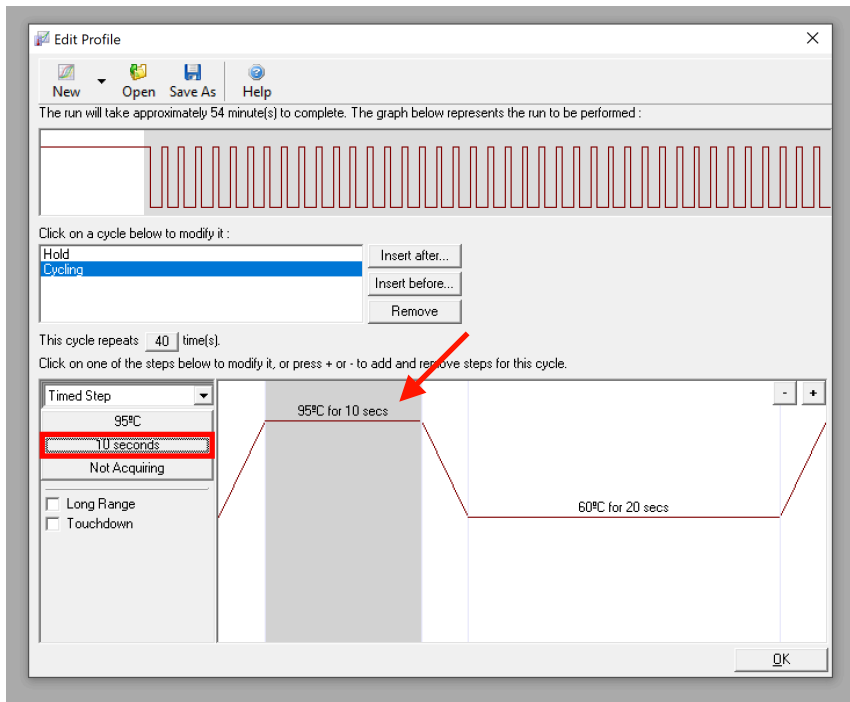 Edit Profile
New Open Save As Help
The run will take approximately 54 minute(s) to complete. The graph below represents the run to be performed :
Click on a cycle below to modify it :
Hold
Cycling
Insert after...
Insert before...
Remove
This cycle repeats 40 time(s).
Click on one of the steps below to modify it, or press + or - to add and remove steps for this cycle.
Timed Step
95ºC
10 seconds
Not Acquiring
Long Range
Touchdown
95ºC for 10 secs
60ºC for 20 secs
- +
OK